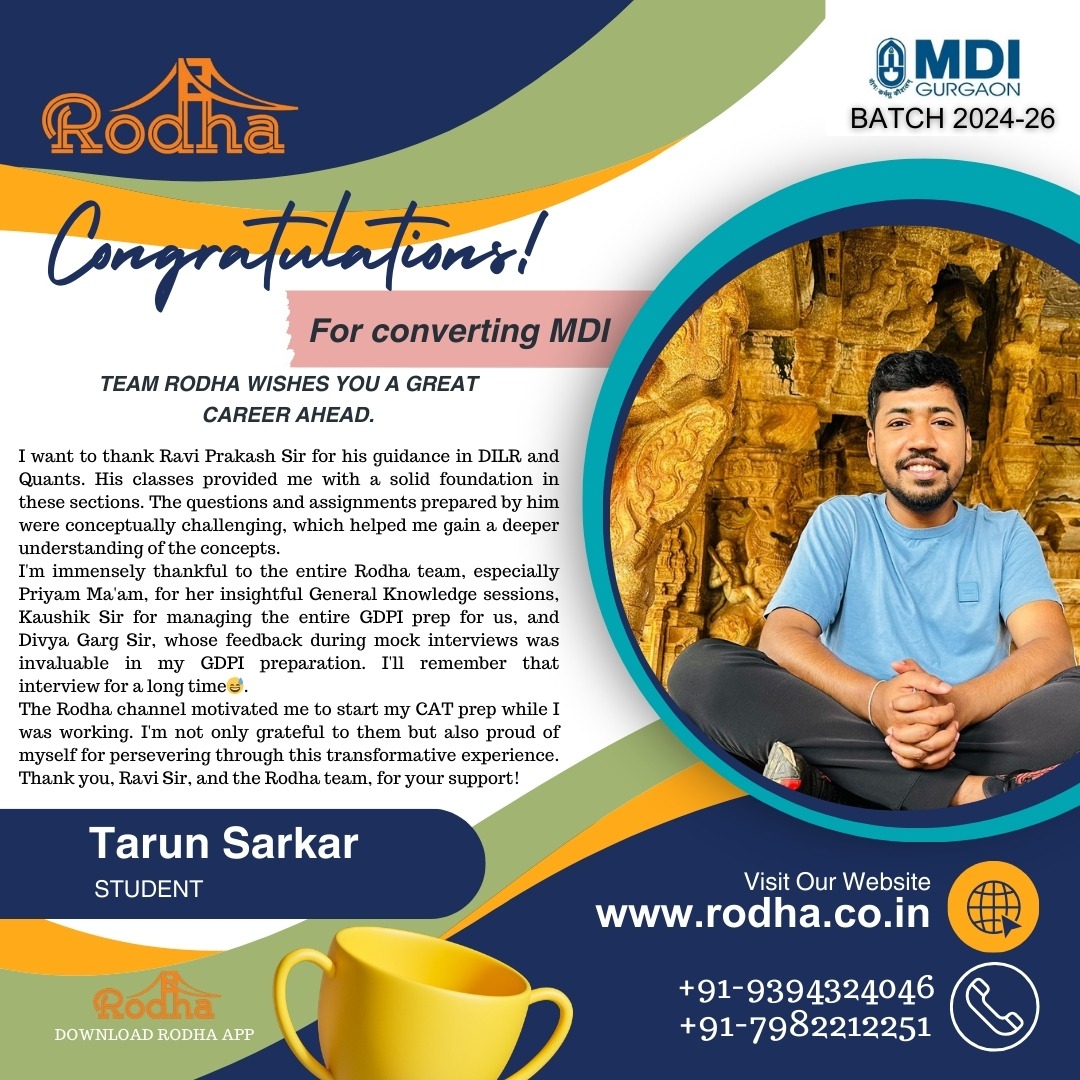 Rodha
MDI
GURGAON
BATCH 2024-26
Congratulations!
For converting MDI
TEAM RODHA WISHES YOU A GREAT
CAREER AHEAD.
I want to thank Ravi Prakash Sir for his guidance in DILR and
Quants. His classes provided me with a solid foundation in
these sections. The questions and assignments prepared by him
were conceptually challenging, which helped me gain a deeper
understanding of the concepts.
I'm immensely thankful to the entire Rodha team, especially
Priyam Ma'am, for her insightful General Knowledge sessions,
Kaushik Sir for managing the entire GDPI prep for us, and
Divya Garg Sir, whose feedback during mock interviews was
invaluable in my GDPI preparation. I'll remember that
interview for a long time😅.
The Rodha channel motivated me to start my CAT prep while I
was working. I'm not only grateful to them but also proud of
myself for persevering through this transformative experience.
Thank you, Ravi Sir, and the Rodha team, for your support!
Tarun Sarkar
STUDENT
Visit Our Website
www.rodha.co.in
+91-9394324046
+91-7982212251
Rodha
DOWNLOAD RODHA APP